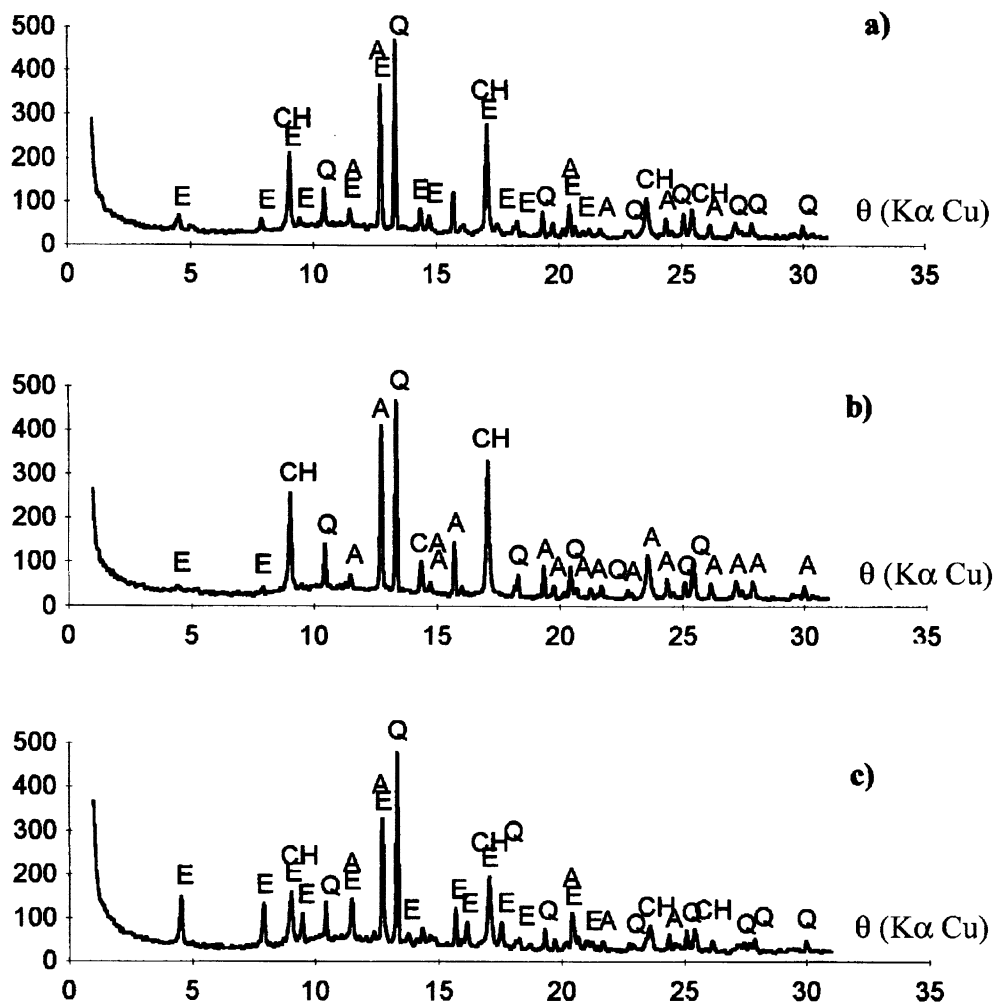 a)
500
400
300
200
100
0
Q
A
E
CH
E
CH
E
E E E Q A E E E E E Q A E E A Q CH A Q CH A Q Q Q
θ (Kα Cu)
0 5 10 15 20 25 30 35
b)
500
400
300
200
100
0
Q
A
CH
CH
E E Q A C A A A Q A A Q A A Q A A A Q Q A A A A
θ (Kα Cu)
0 5 10 15 20 25 30 35
c)
500
400
300
200
100
0
Q
A
E
CH
E
Q
E E CH E E Q A E E E E E E Q A E E A Q CH A Q CH Q Q Q
θ (Kα Cu)
0 5 10 15 20 25 30 35